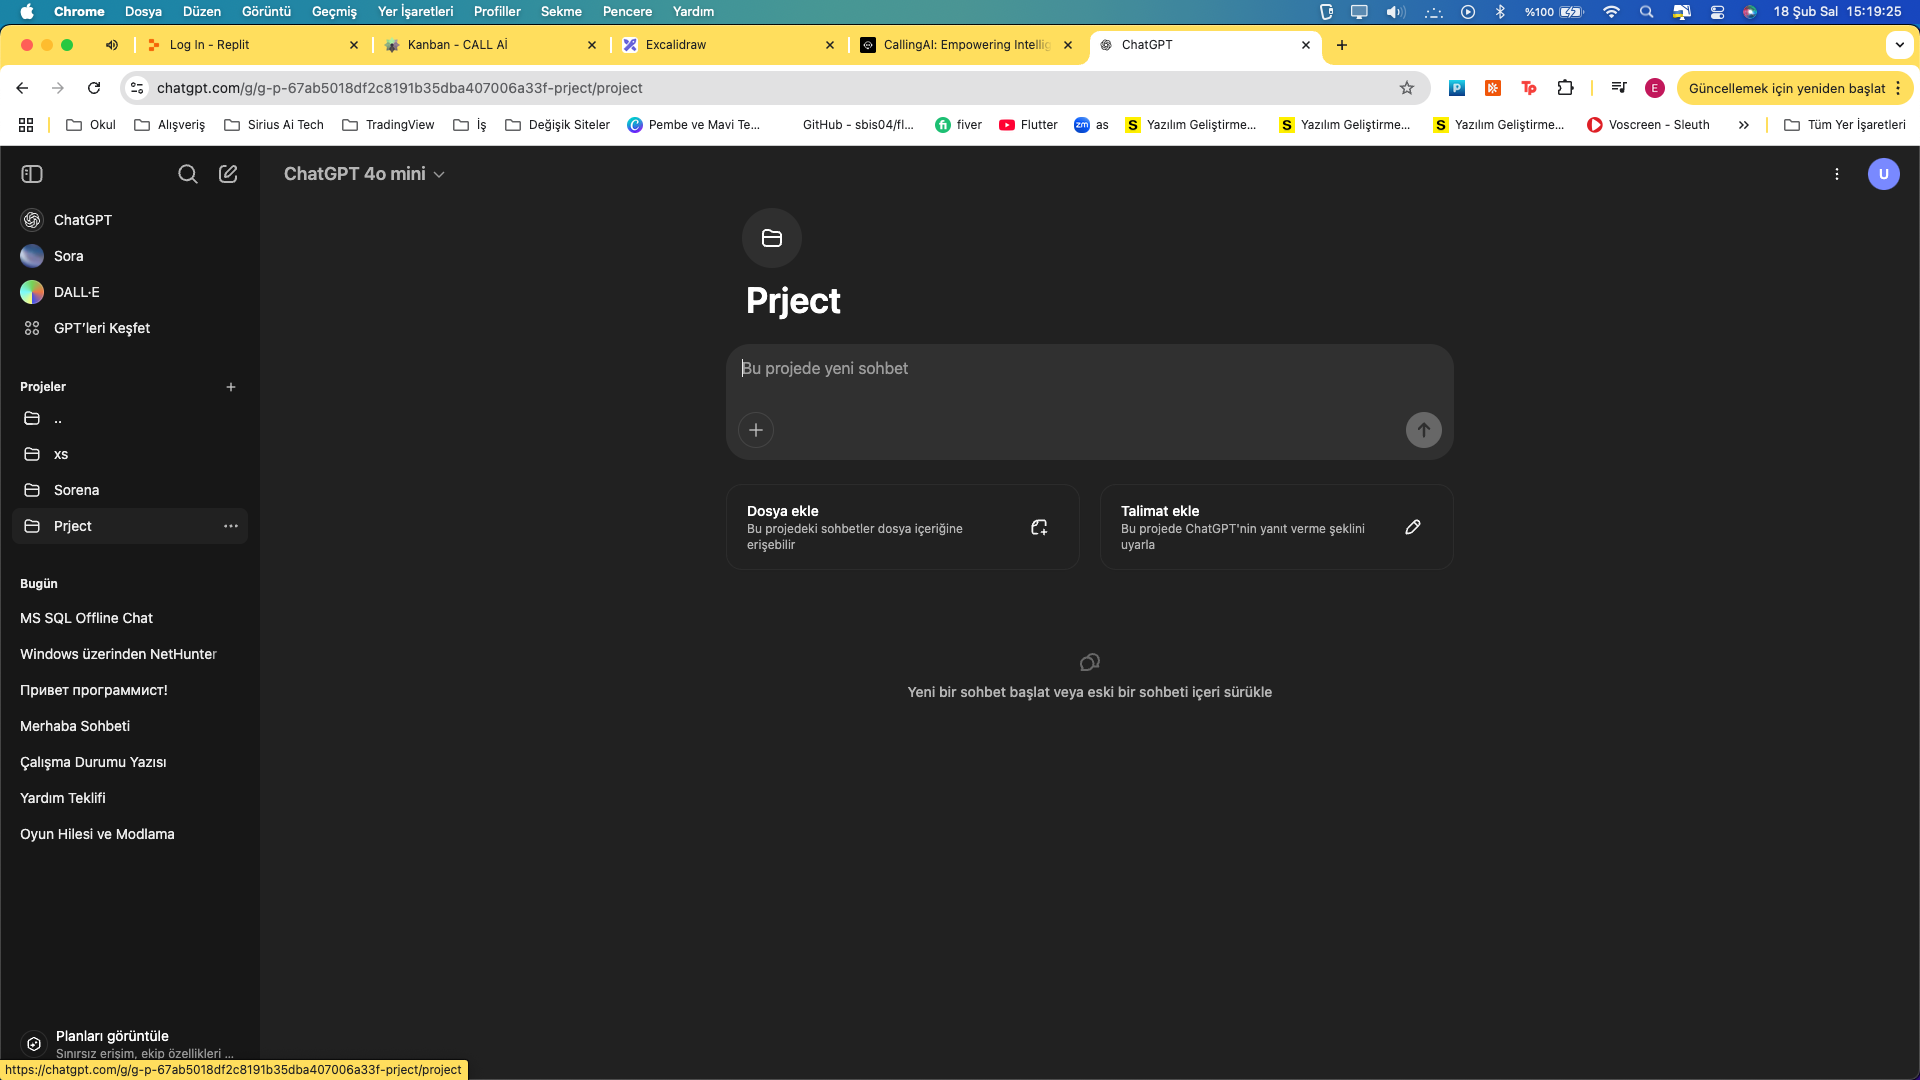 Chrome Dosya Düzen Görüntü Geçmiş Yer İşaretleri Profiller Sekme Pencere Yardım %100 18 Şub Sal 15:19:25
Log In - Replit Kanban - CALL Aİ Excalidraw CallingAI: Empowering Intellig ChatGPT
chatgpt.com/g/g-p-67ab5018df2c8191b35dba407006a33f-prject/project E Güncellemek için yeniden başlat
Okul Alışveriş Sirius Ai Tech TradingView İş Değişik Siteler Pembe ve Mavi Te... GitHub - sbis04/fl... fiver Flutter zm as S Yazılım Geliştirme... S Yazılım Geliştirme... S Yazılım Geliştirme... Voscreen - Sleuth Tüm Yer İşaretleri
ChatGPT 4o mini
U
ChatGPT
Sora
DALL·E
GPT'leri Keşfet
Projeler
..
xs
Sorena
Prject
Bugün
MS SQL Offline Chat
Windows üzerinden NetHunter
Привет программист!
Merhaba Sohbeti
Çalışma Durumu Yazısı
Yardım Teklifi
Oyun Hilesi ve Modlama
Planları görüntüle
Sınırsız erişim, ekip özellikleri ...
https://chatgpt.com/g/g-p-67ab5018df2c8191b35dba407006a33f-prject/project
Prject
Bu projede yeni sohbet
Dosya ekle
Bu projedeki sohbetler dosya içeriğine
erişebilir
Talimat ekle
Bu projede ChatGPT'nin yanıt verme şeklini
uyarla
Yeni bir sohbet başlat veya eski bir sohbeti içeri sürükle